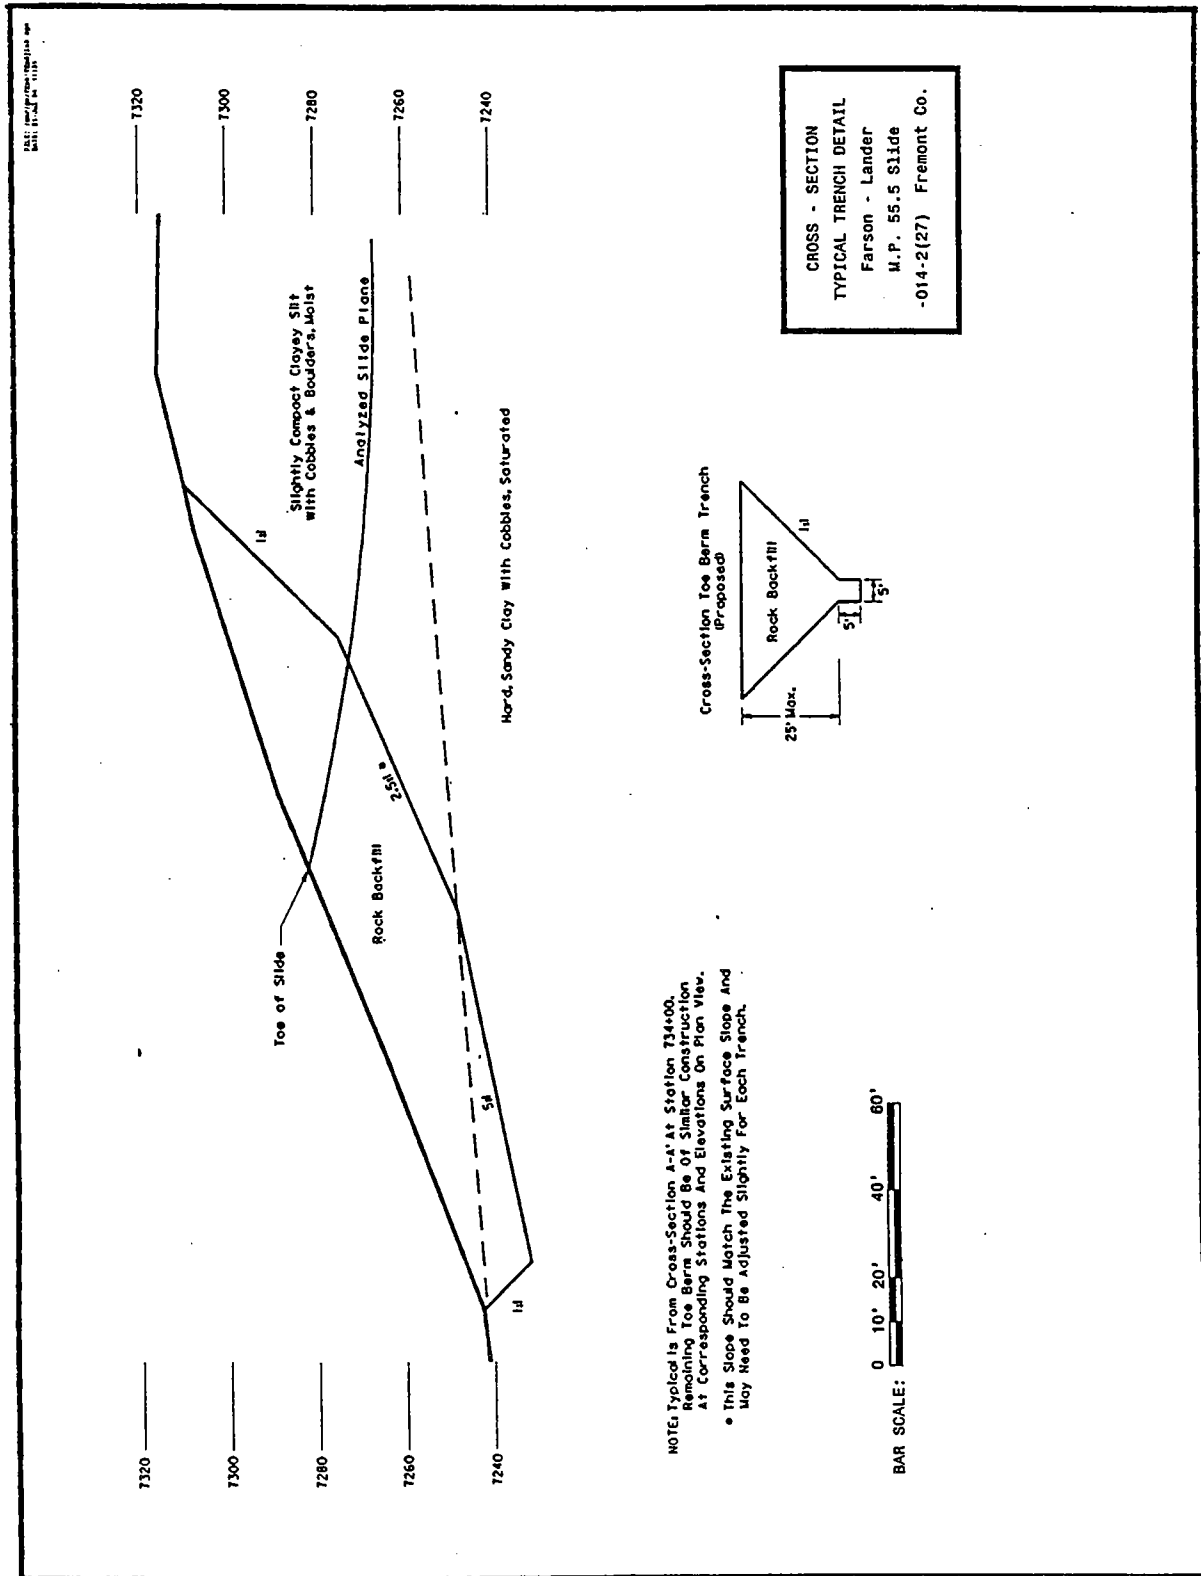 7320
7300
7280
7260
7240
7320
7300
7280
7260
7240
Slightly Compact Clayey Silt
With Cobbles & Boulders, Moist
Analyzed Slide Plane
Hard, Sandy Clay With Cobbles, Saturated
Toe of Slide
Rock Backfill
1:1
2.5:1 *
5:1
1:1
Cross-Section Toe Berm Trench
(Proposed)
Rock Backfill
1:1
25' Max.
5'
5'
NOTE: Typical Is From Cross-Section A-A' At Station 734+00.
Remaining Toe Berm Should Be Of Similar Construction
At Corresponding Stations And Elevations On Plan View.
* This Slope Should Match The Existing Surface Slope And
May Need To Be Adjusted Slightly For Each Trench.
BAR SCALE:
0 10' 20' 40' 60'
CROSS - SECTION
TYPICAL TRENCH DETAIL
Farson - Lander
M.P. 55.5 Slide
-014-2(27) Fremont Co.